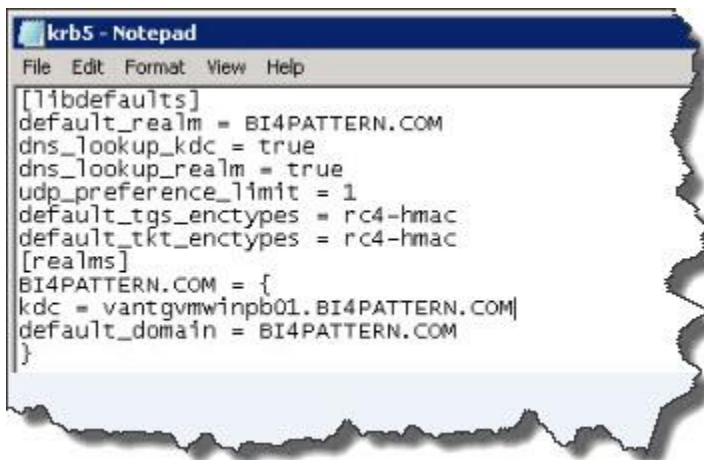 krb5 - Notepad
File Edit Format View Help
[libdefaults]
default_realm = BI4PATTERN.COM
dns_lookup_kdc = true
dns_lookup_realm = true
udp_preference_limit = 1
default_tgs_enctypes = rc4-hmac
default_tkt_enctypes = rc4-hmac
[realms]
BI4PATTERN.COM = {
kdc = vantgvmwinpb01.BI4PATTERN.COM
default_domain = BI4PATTERN.COM
}